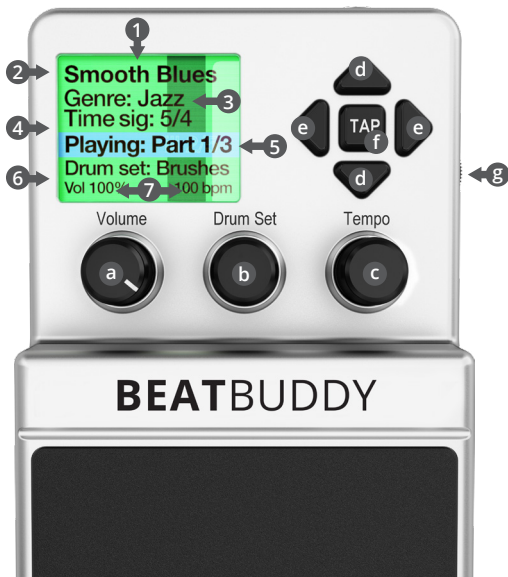 1
2 Smooth Blues
Genre: Jazz 3
4 Time sig: 5/4
Playing: Part 1/3 5
6 Drum set: Brushes
Vol 100% 7 100 bpm
d
e TAP e
f
d
g
Volume Drum Set Tempo
a b c
BEATBUDDY